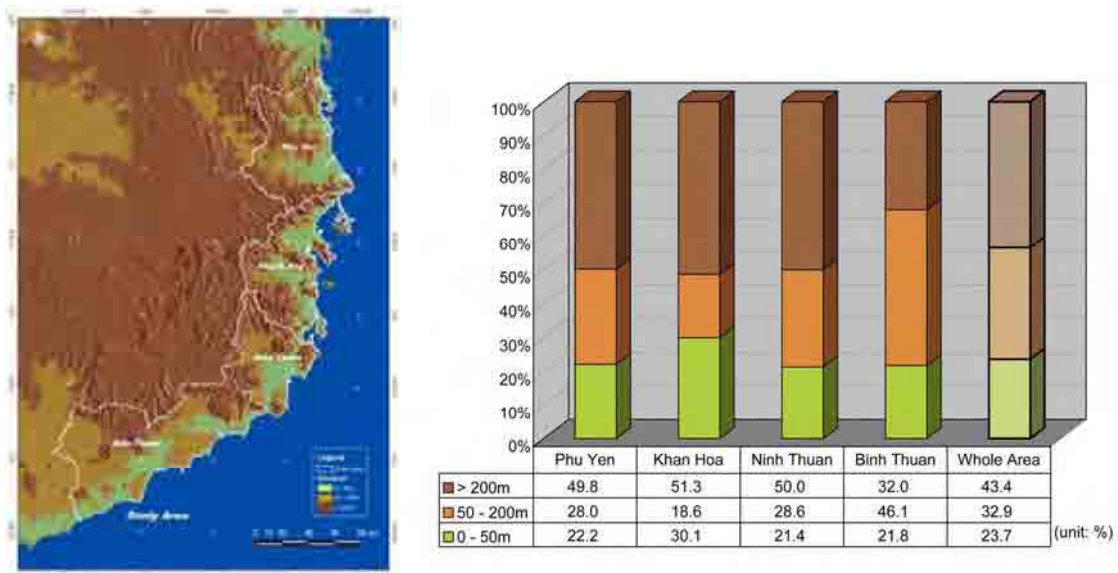 Study Area
Legend
100%
90%
80%
70%
60%
50%
40%
30%
20%
10%
0%
Phu Yen Khan Hoa Ninh Thuan Binh Thuan Whole Area
> 200m 49.8 51.3 50.0 32.0 43.4
50 - 200m 28.0 18.6 28.6 46.1 32.9
0 - 50m 22.2 30.1 21.4 21.8 23.7
(unit: %)